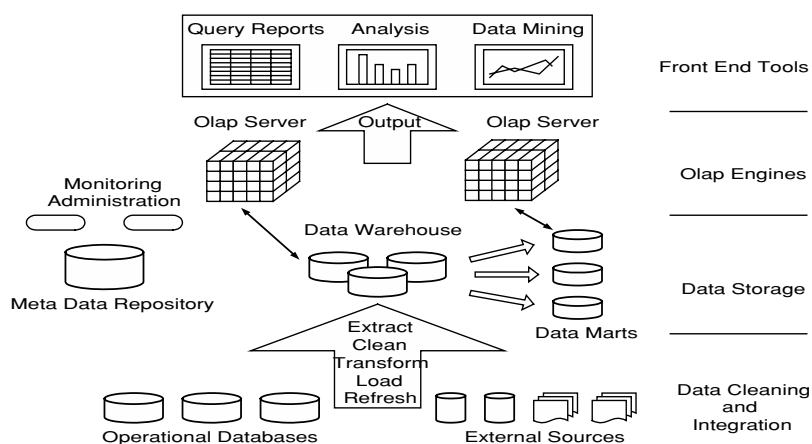 Query Reports
Analysis
Data Mining
Front End Tools
Olap Server
Output
Olap Server
Olap Engines
Monitoring
Administration
Data Warehouse
Meta Data Repository
Data Storage
Data Marts
Extract
Clean
Transform
Load
Refresh
Data Cleaning
and
Integration
Operational Databases
External Sources